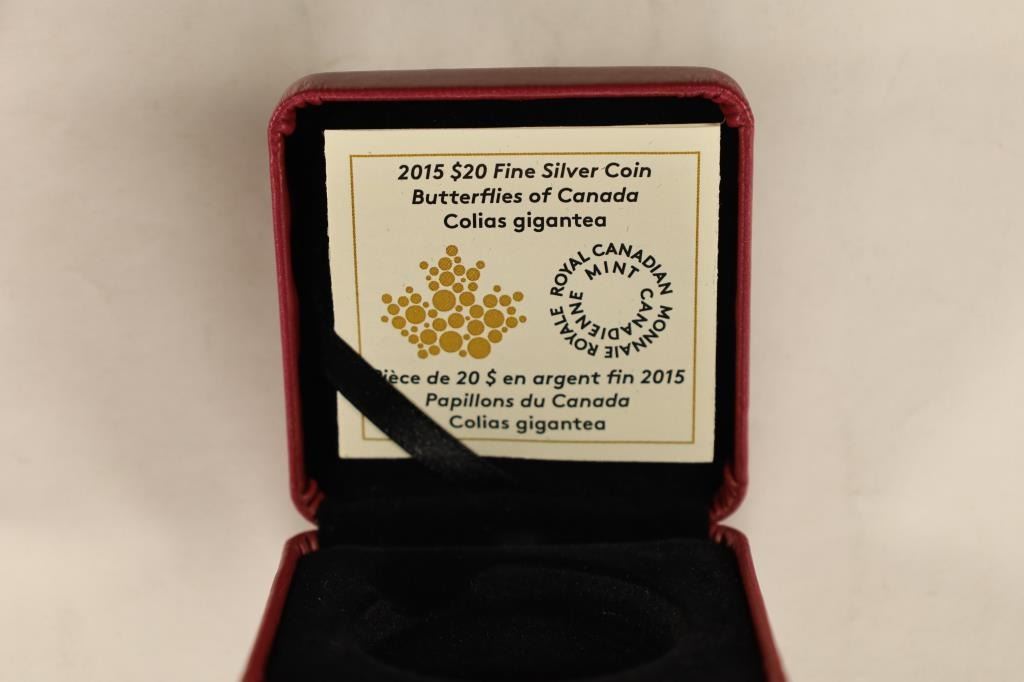 2015 $20 Fine Silver Coin
Butterflies of Canada
Colias gigantea
ROYAL CANADIAN MINT
MONNAIE ROYALE CANADIENNE
de 20 $ en argent fin 2015
Papillons du Canada
Colias gigantea